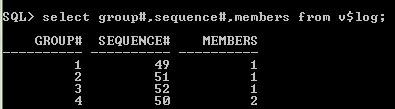 SQL> select group#,sequence#,members from v$log;
GROUP# SEQUENCE# MEMBERS
---------- ---------- ----------
1 49 1
2 51 1
3 52 1
4 50 2